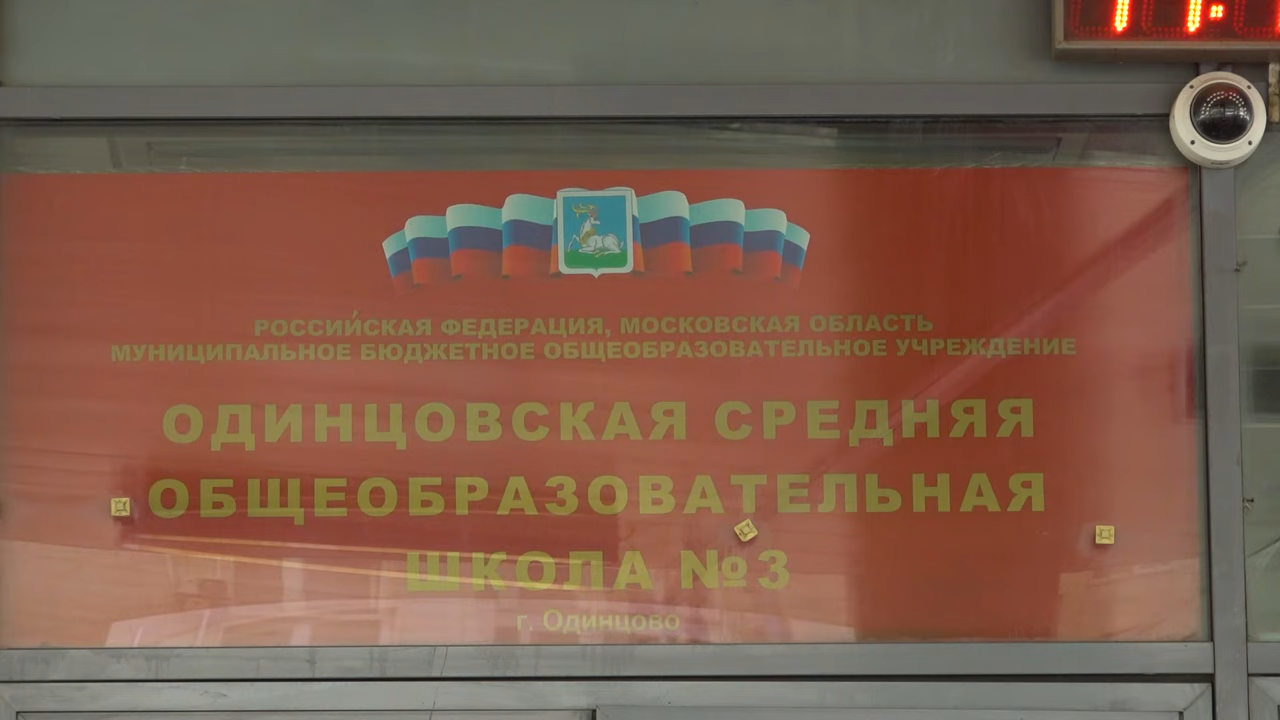 РОССИЙСКАЯ ФЕДЕРАЦИЯ, МОСКОВСКАЯ ОБЛАСТЬ
МУНИЦИПАЛЬНОЕ БЮДЖЕТНОЕ ОБЩЕОБРАЗОВАТЕЛЬНОЕ УЧРЕЖДЕНИЕ
ОДИНЦОВСКАЯ СРЕДНЯЯ
ОБЩЕОБРАЗОВАТЕЛЬНАЯ
ШКОЛА №3
г. Одинцово